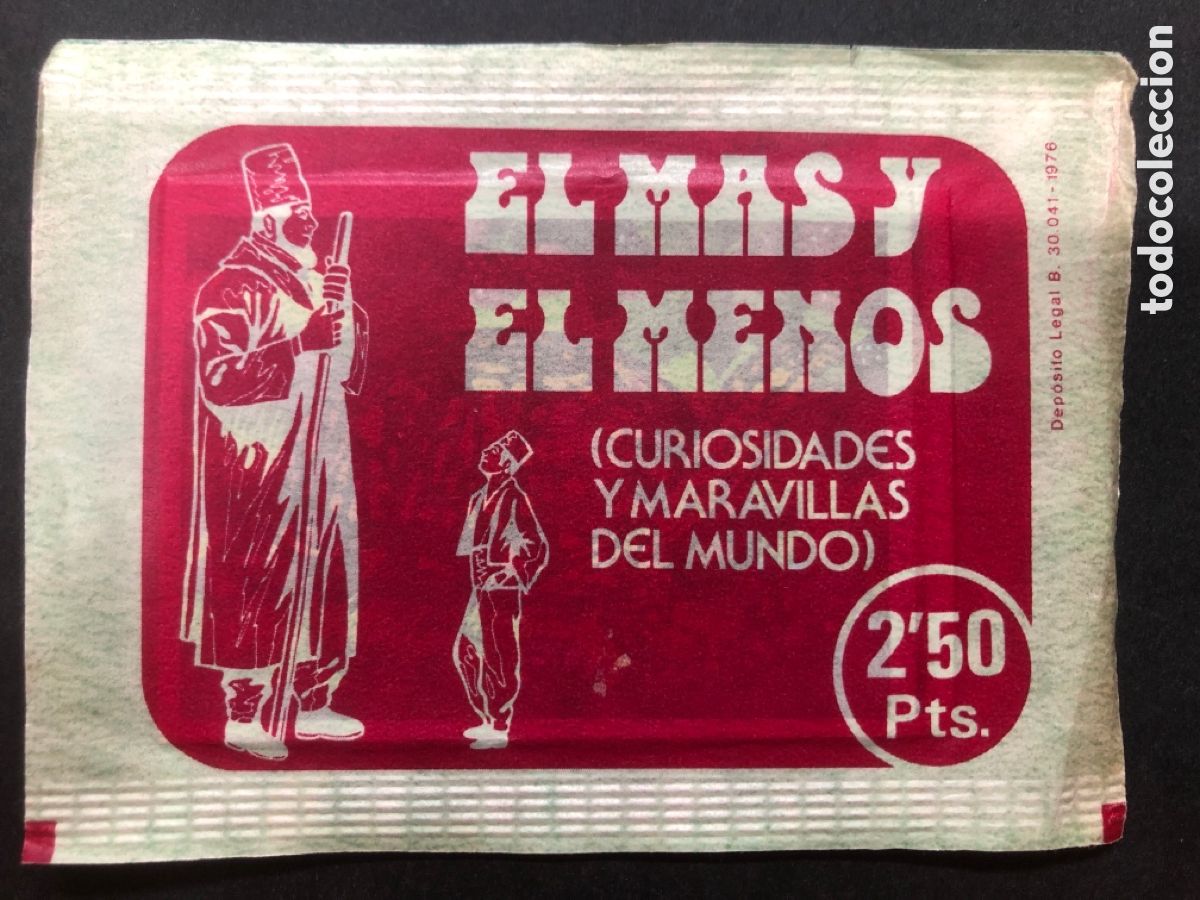 EL MAS Y
EL MENOS
(CURIOSIDADES
Y MARAVILLAS
DEL MUNDO)
2'50
Pts.
Depósito Legal B. 30.041-1976
todocoleccion